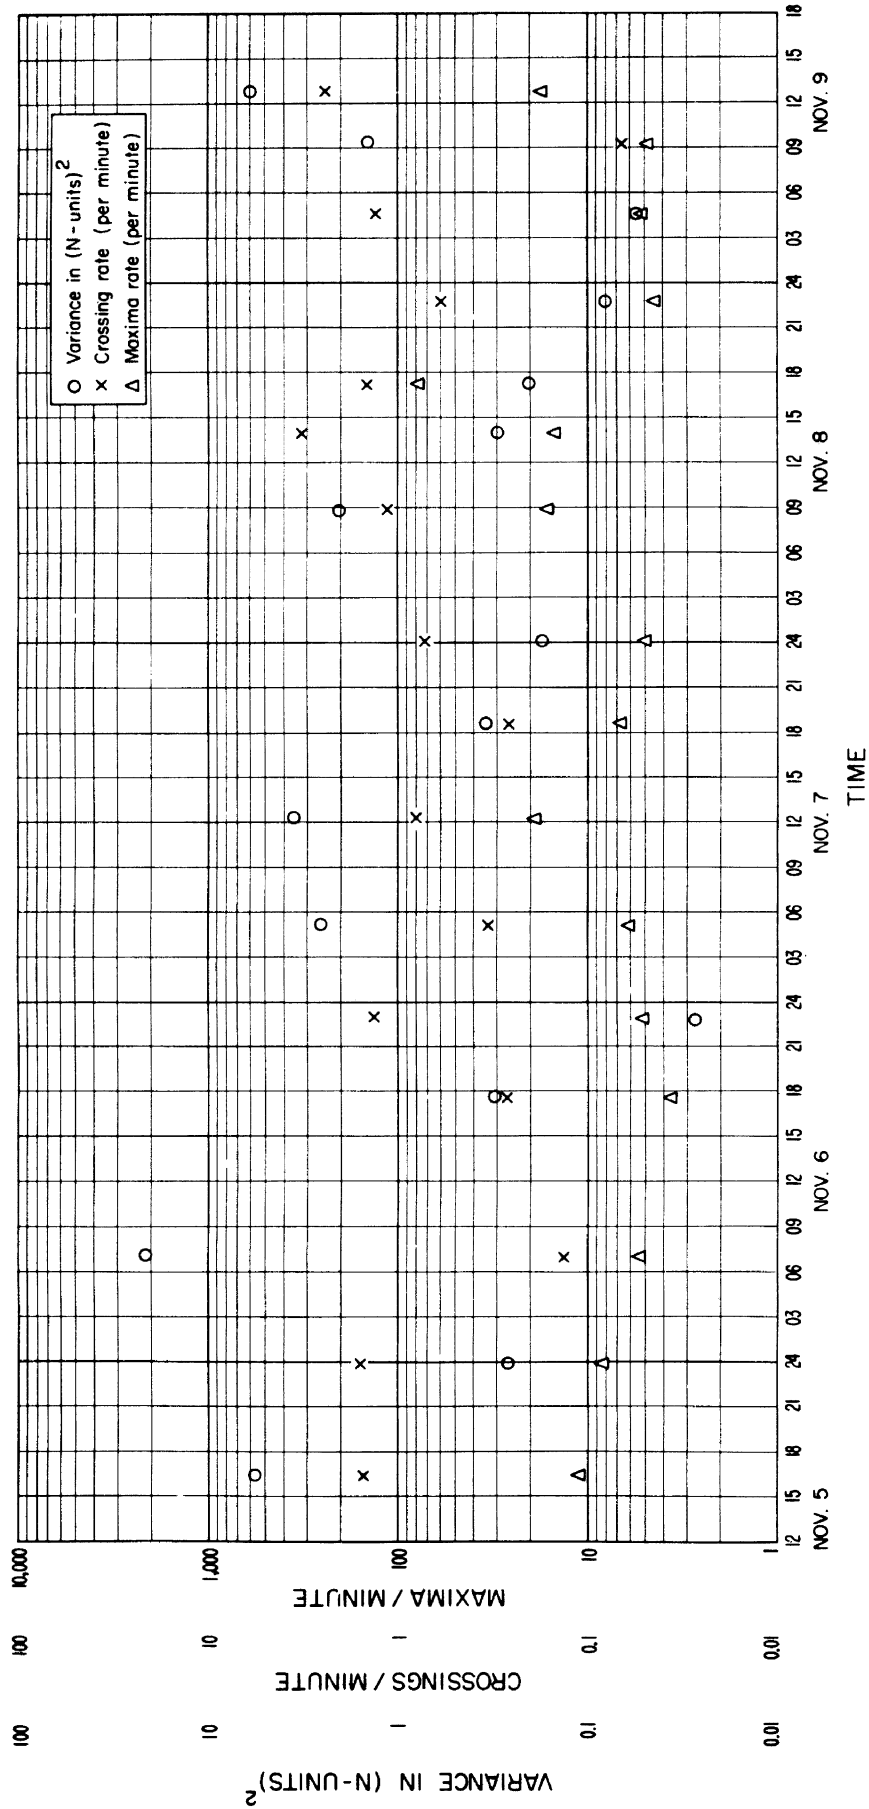 ○ Variance in (N-units)²
× Crossing rate (per minute)
△ Maxima rate (per minute)
VARIANCE IN (N-UNITS)²
100
10
1
0.1
0.01
CROSSINGS / MINUTE
100
10
1
0.1
0.01
MAXIMA / MINUTE
10,000
1,000
100
10
1
12 15 18 21 24 03 06 09 12 15 18 21 24 03 06 09 12 15 18 21 24 03 06 09 12 15 18 21 24 03 06 09 12 15 18
NOV. 5 NOV. 6 NOV. 7 NOV. 8 NOV. 9
TIME